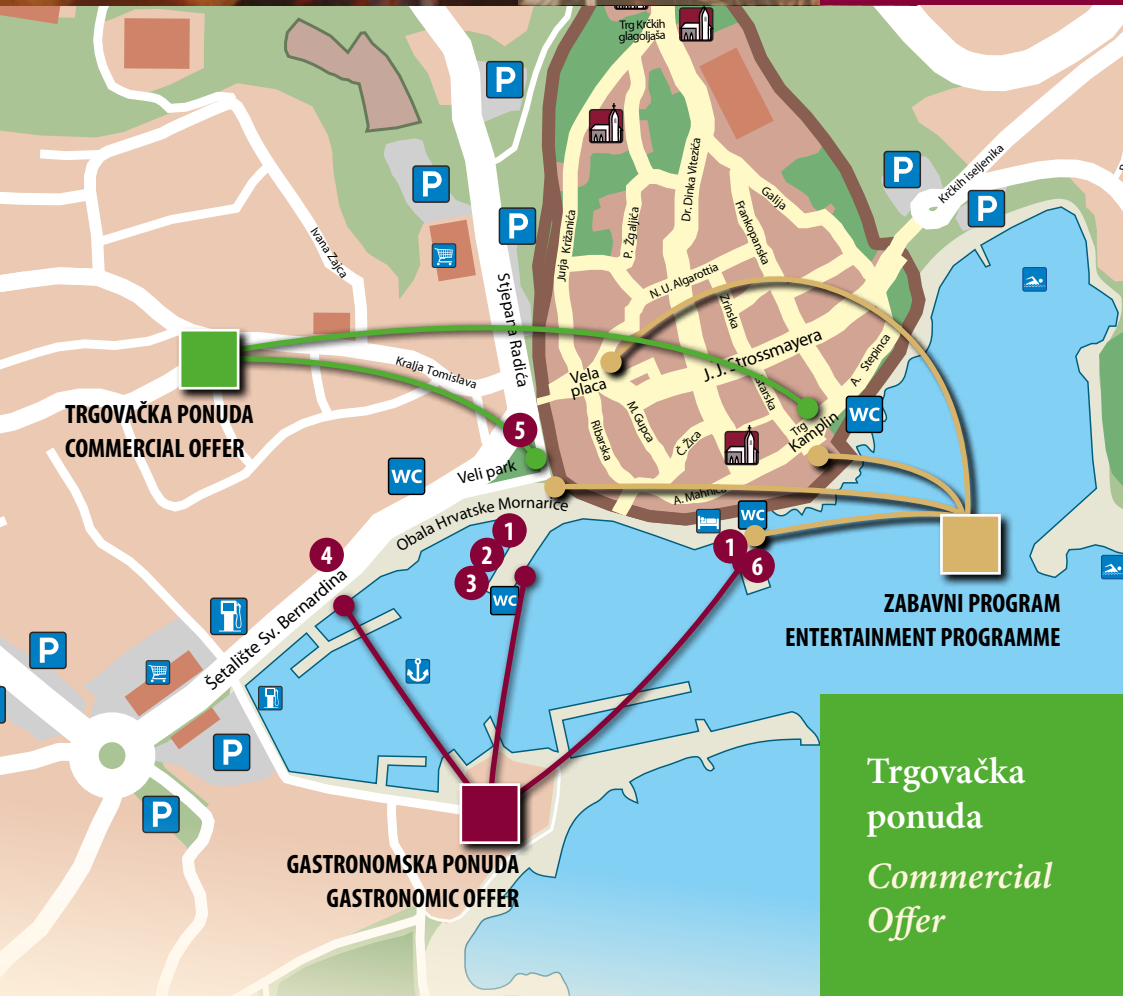 Trg Krčkih
glagoljaša
P
P
P
P
P
Krčkih iseljenika
Galija
Dr. Dinka Vitezića
Frankopanska
P. Žgaljića
Jurja Križanića
Ivana Zajca
N. U. Algarottia
Zrinska
Stjepana Radića
J. J. Strossmayera
A. Stepinca
Kralja Tomislava
Vela
placa
M. Gupca
Ribarska
Č. Žica
Trg
Kamplin
WC
TRGOVAČKA PONUDA
COMMERCIAL OFFER
5
Veli park
WC
A. Mahnića
Obala Hrvatske Mornarice
WC
1
2
3
WC
1
6
4
Šetalište Sv. Bernardina
ZABAVNI PROGRAM
ENTERTAINMENT PROGRAMME
P
P
P
GASTRONOMSKA PONUDA
GASTRONOMIC OFFER
Trgovačka
ponuda
Commercial
Offer